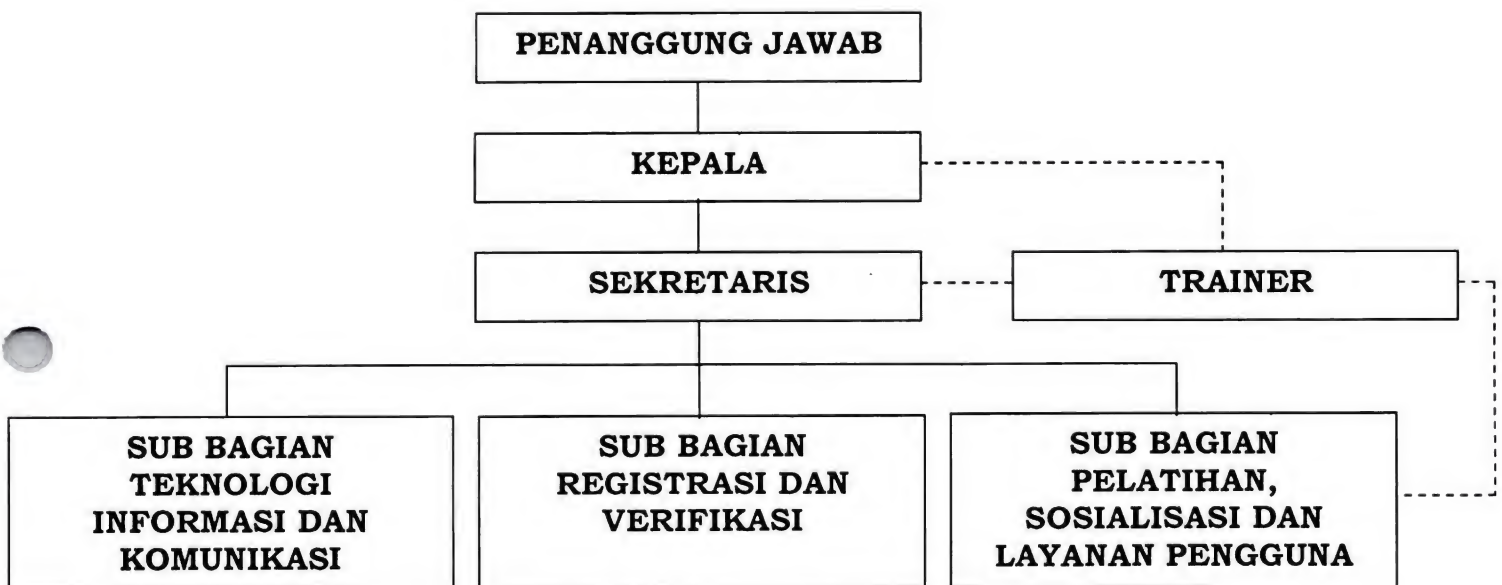 PENANGGUNG JAWAB
KEPALA
SEKRETARIS
TRAINER
SUB BAGIAN
TEKNOLOGI
INFORMASI DAN
KOMUNIKASI
SUB BAGIAN
REGISTRASI DAN
VERIFIKASI
SUB BAGIAN
PELATIHAN,
SOSIALISASI DAN
LAYANAN PENGGUNA